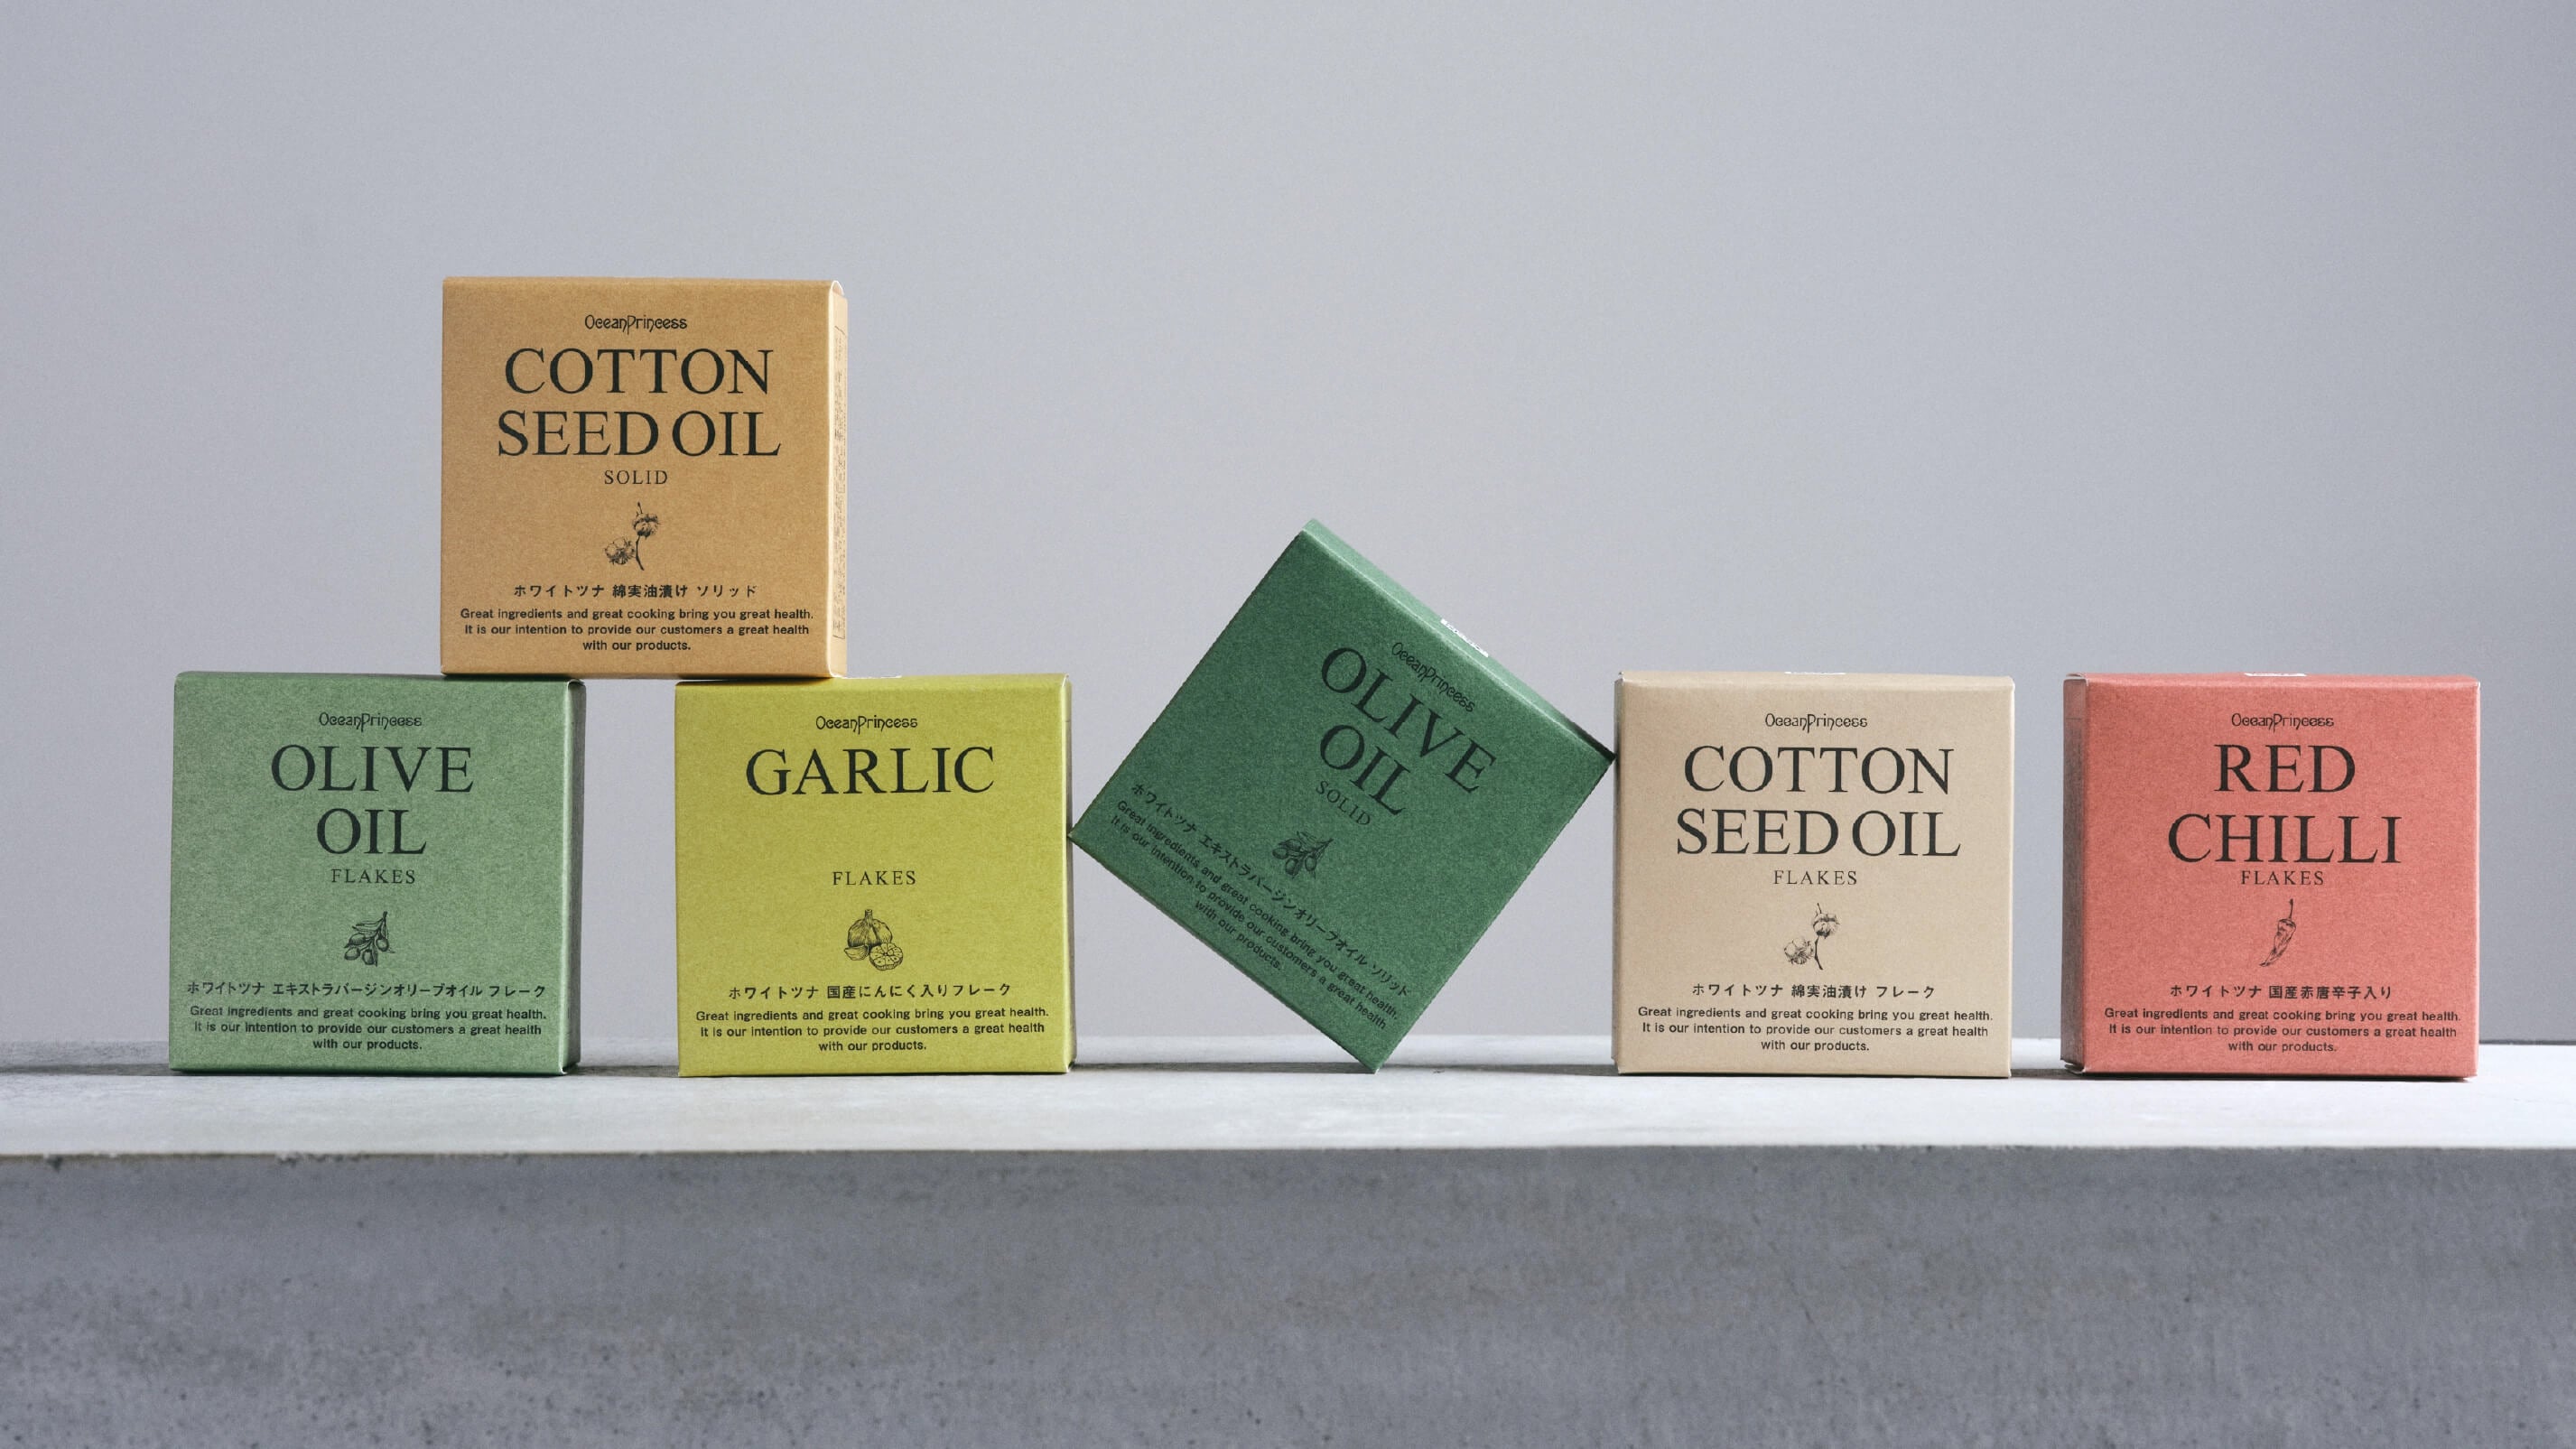 OceanPrincess
COTTON
SEED OIL
SOLID
ホワイトツナ 綿実油漬け ソリッド
Great ingredients and great cooking bring you great health.
It is our intention to provide our customers a great health
with our products.
OceanPrincess
OLIVE
OIL
FLAKES
ホワイトツナ エキストラバージンオリーブオイル フレーク
Great ingredients and great cooking bring you great health.
It is our intention to provide our customers a great health
with our products.
OceanPrincess
GARLIC
FLAKES
ホワイトツナ 国産にんにく入りフレーク
Great ingredients and great cooking bring you great health.
It is our intention to provide our customers a great health
with our products.
OceanPrincess
OLIVE
OIL
SOLID
ホワイトツナ エキストラバージンオリーブオイル ソリッド
Great ingredients and great cooking bring you great health.
It is our intention to provide our customers a great health
with our products.
OceanPrincess
COTTON
SEED OIL
FLAKES
ホワイトツナ 綿実油漬け フレーク
Great ingredients and great cooking bring you great health.
It is our intention to provide our customers a great health
with our products.
OceanPrincess
RED
CHILLI
FLAKES
ホワイトツナ 国産赤唐辛子入り
Great ingredients and great cooking bring you great health.
It is our intention to provide our customers a great health
with our products.